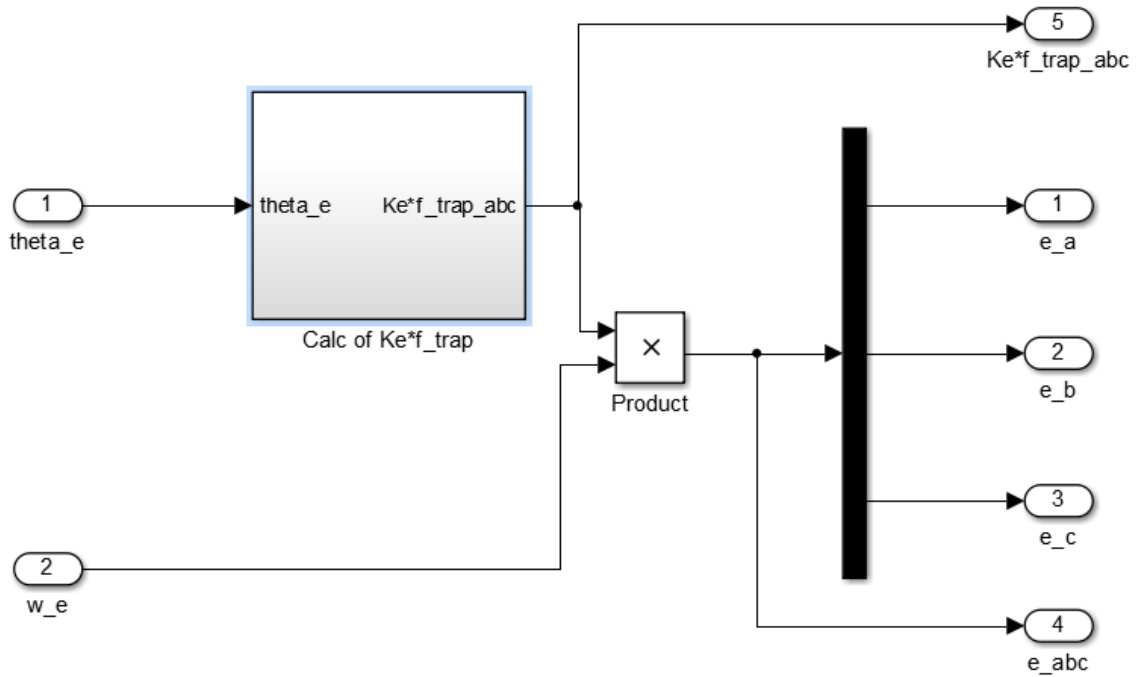 5
Ke*f_trap_abc
1
theta_e
theta_e
Ke*f_trap_abc
Calc of Ke*f_trap
×
Product
2
w_e
1
e_a
2
e_b
3
e_c
4
e_abc